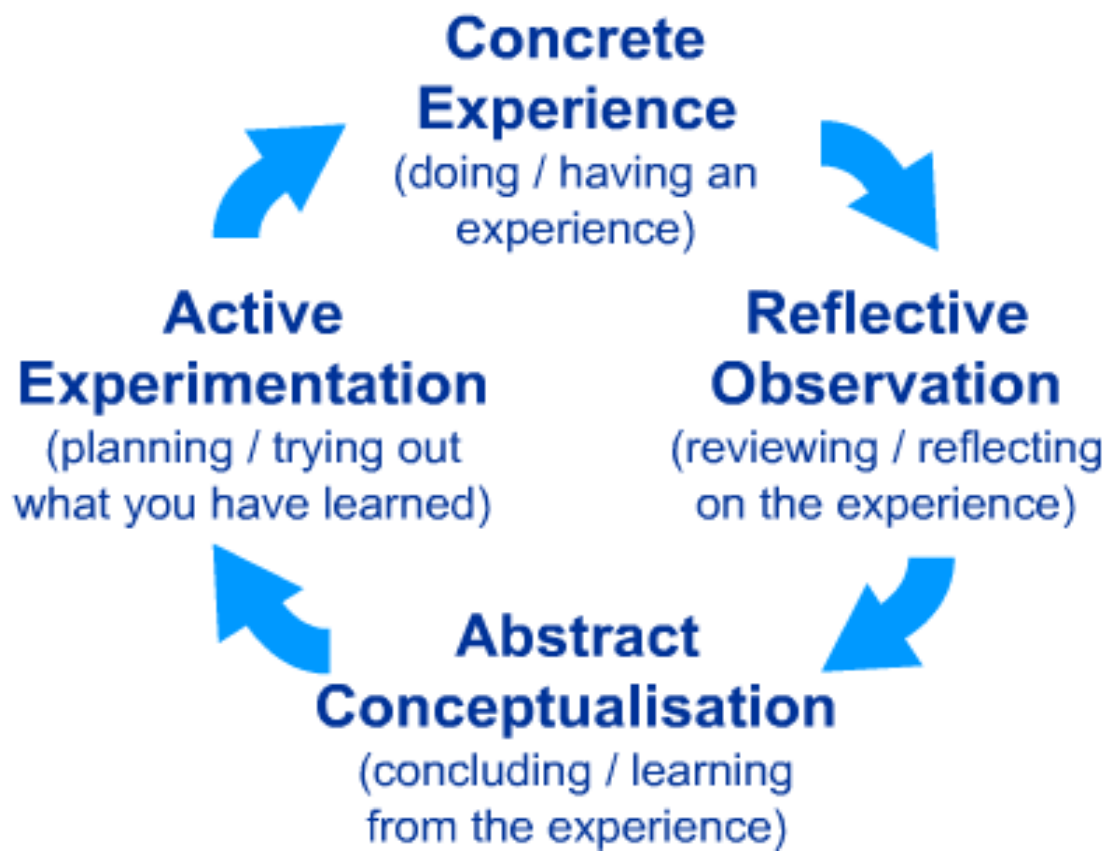 Concrete
Experience
(doing / having an
experience)
Reflective
Observation
(reviewing / reflecting
on the experience)
Abstract
Conceptualisation
(concluding / learning
from the experience)
Active
Experimentation
(planning / trying out
what you have learned)